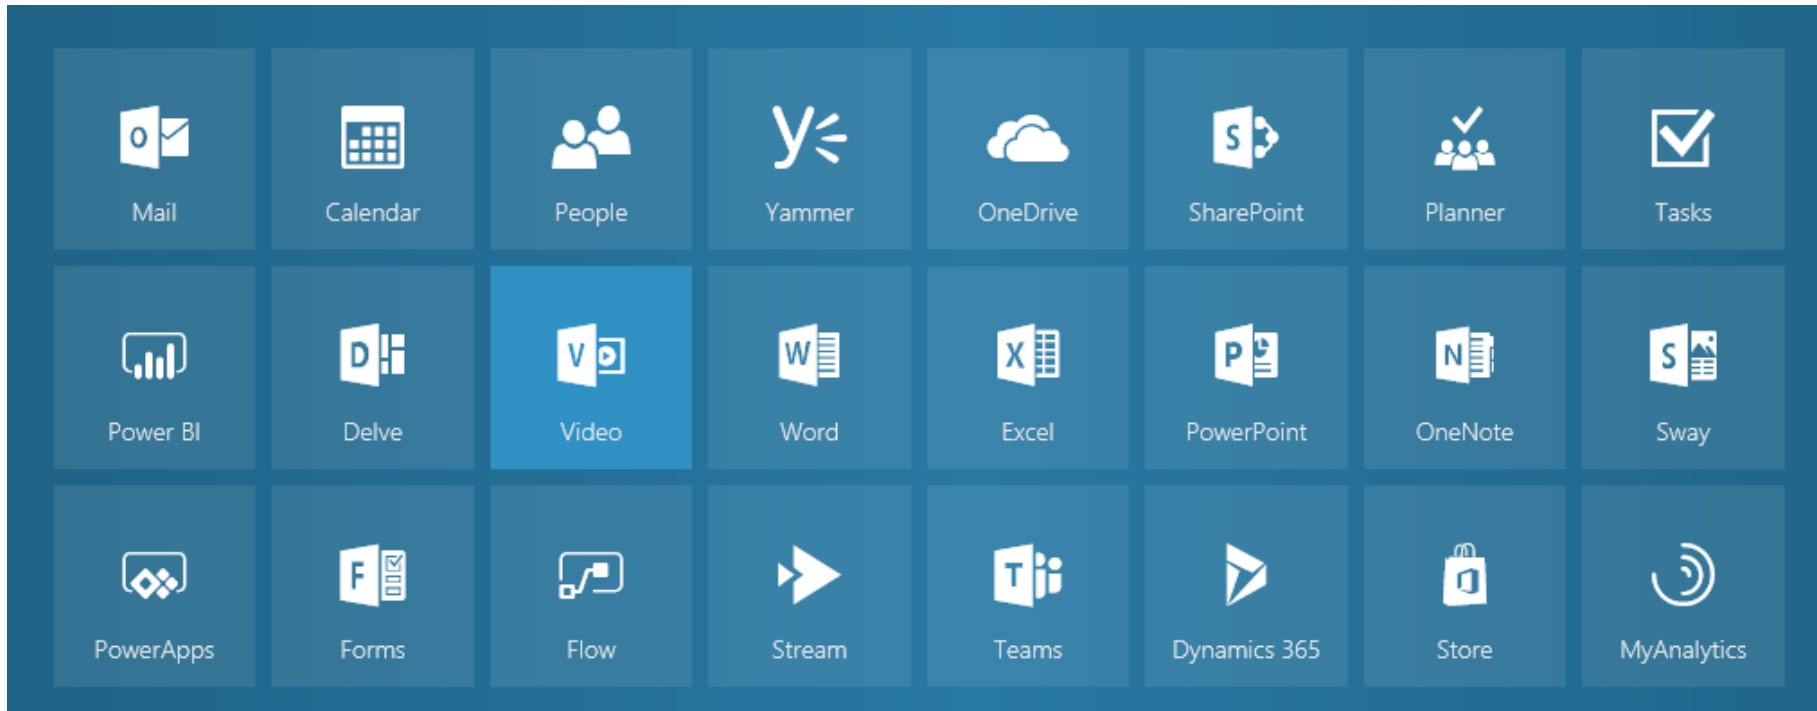 Mail
Calendar
People
Yammer
OneDrive
SharePoint
Planner
Tasks
Power BI
Delve
Video
Word
Excel
PowerPoint
OneNote
Sway
PowerApps
Forms
Flow
Stream
Teams
Dynamics 365
Store
MyAnalytics